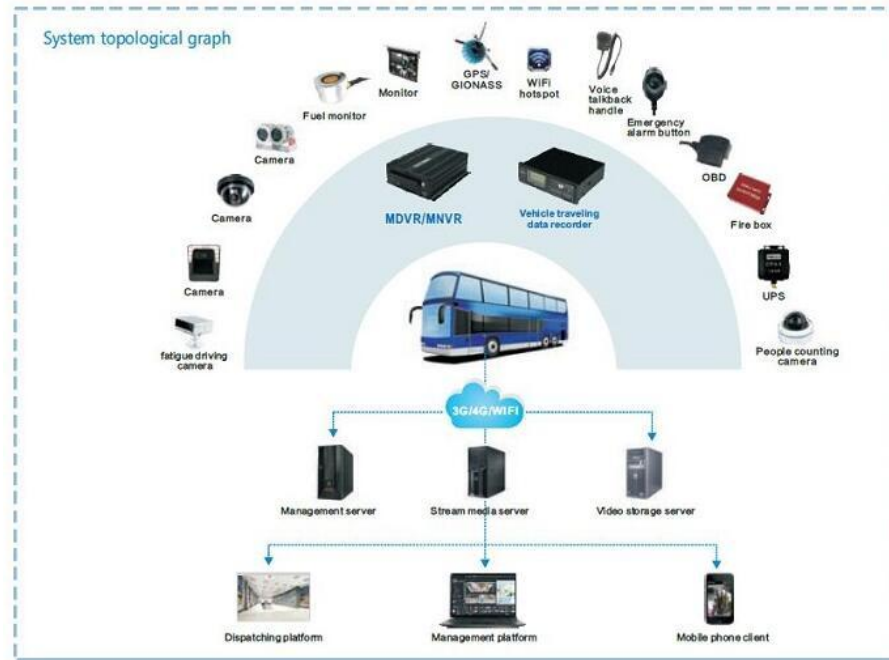 System topological graph
GPS/
GIONASS
WiFi
hotspot
Monitor
Voice
talkback
handle
Fuel monitor
Emergency
alarm button
Camera
OBD
Camera
MDVR/MNVR
Vehicle traveling
data recorder
Fire box
Camera
UPS
fatigue driving
camera
People counting
camera
3G/4G/WIFI
Management server
Stream media server
Video storage server
Dispatching platform
Management platform
Mobile phone client